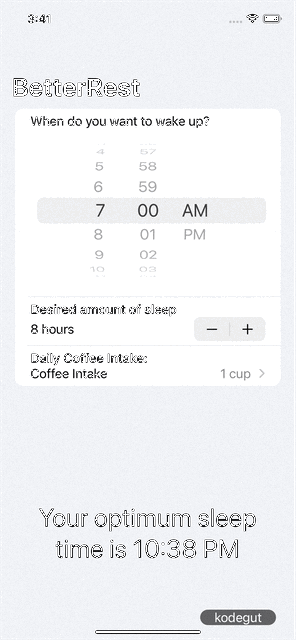 3:41
BetterRest
When do you want to wake up?
4 57
5 58
6 59
7 00 AM
8 01 PM
9 02
10 03
Desired amount of sleep
8 hours − +
Daily Coffee Intake:
Coffee Intake 1 cup >
Your optimum sleep
time is 10:38 PM
kodegut